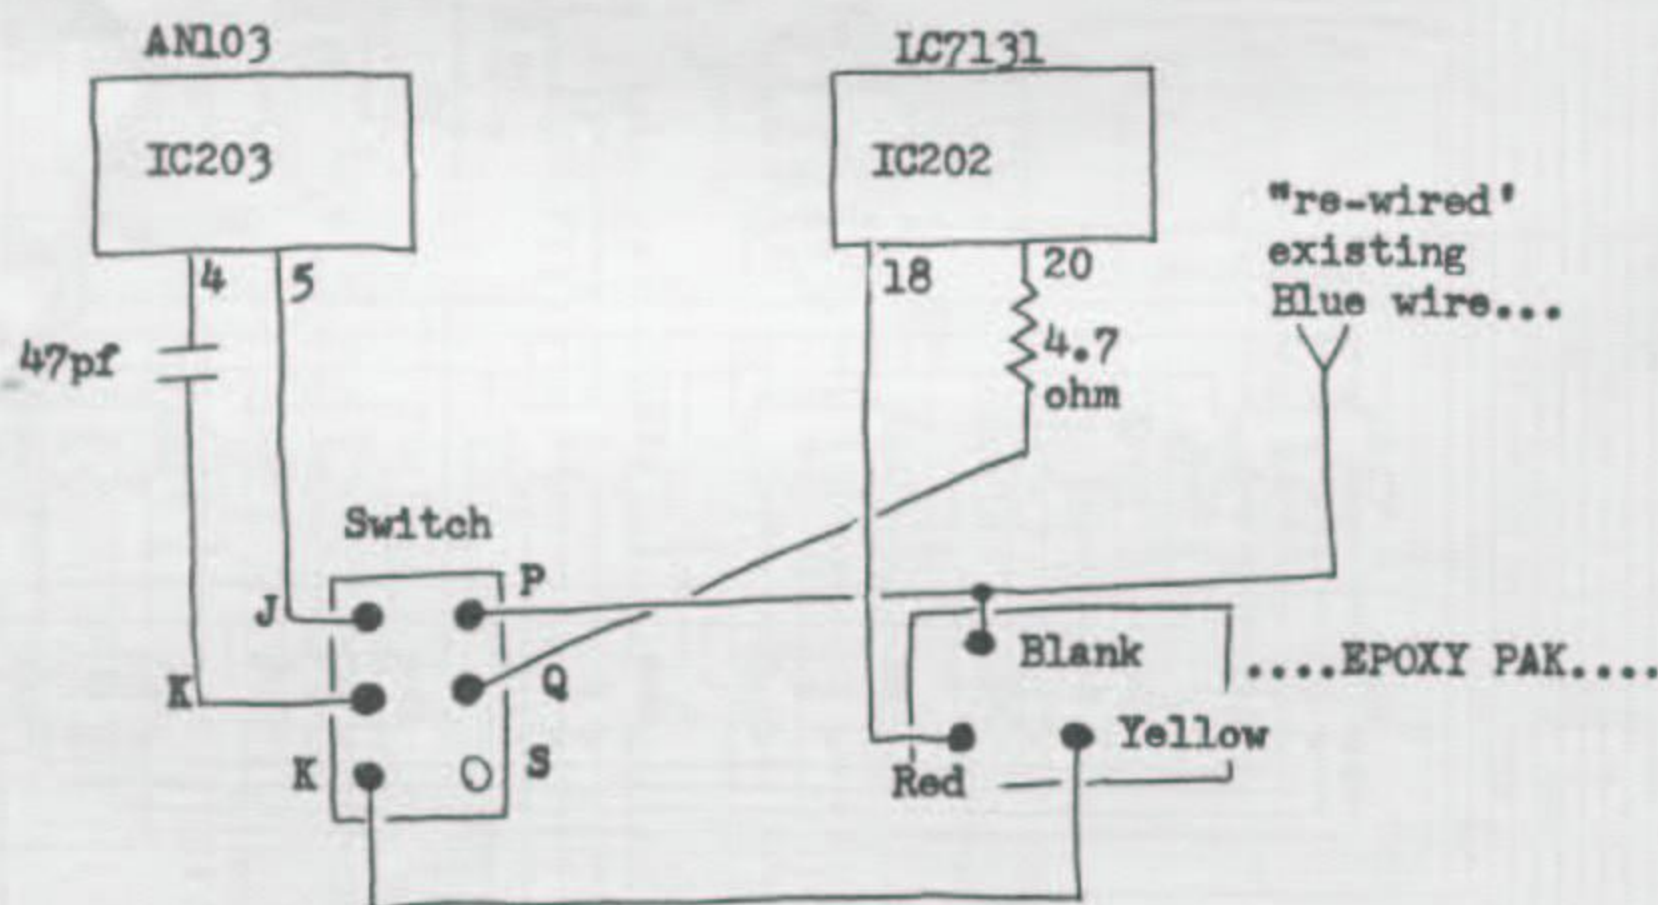 AN103
IC203
4
5
47pf
LC7131
IC202
18
20
4.7
ohm
"re-wired'
existing
Blue wire...
Switch
J
K
K
P
Q
S
Blank
Red
Yellow
....EPOXY PAK....